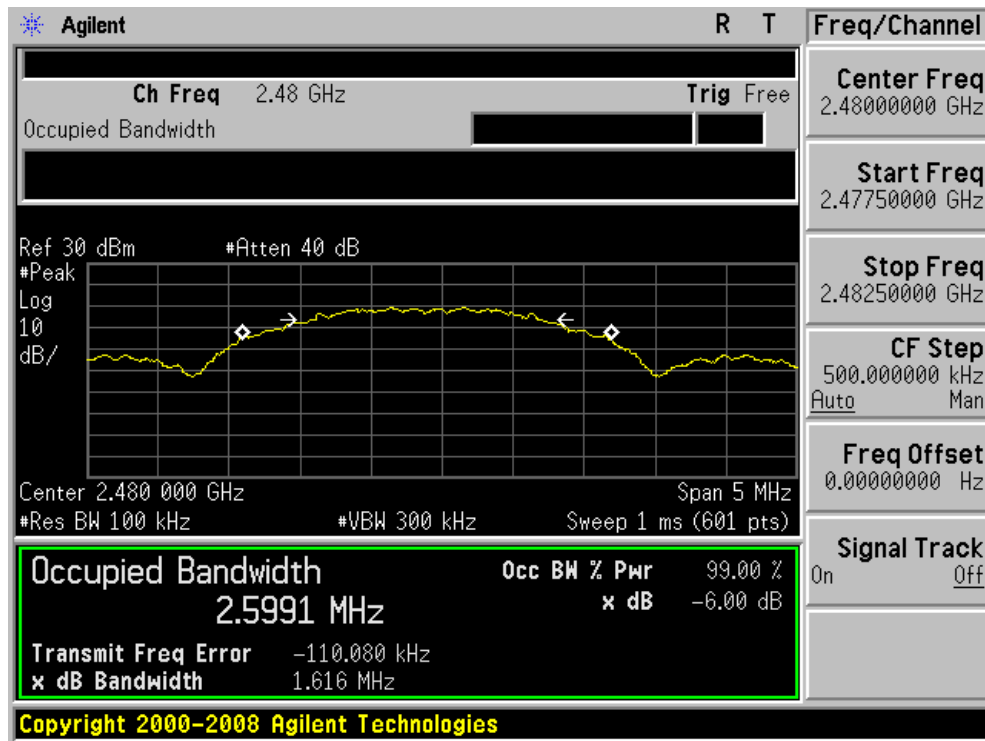 Agilent R T
Ch Freq 2.48 GHz Trig Free
Occupied Bandwidth
Ref 30 dBm #Atten 40 dB
#Peak
Log
10
dB/
Center 2.480 000 GHz Span 5 MHz
#Res BW 100 kHz #VBW 300 kHz Sweep 1 ms (601 pts)
Occupied Bandwidth Occ BW % Pwr 99.00 %
2.5991 MHz x dB -6.00 dB
Transmit Freq Error -110.080 kHz
x dB Bandwidth 1.616 MHz
Copyright 2000-2008 Agilent Technologies
Freq/Channel
Center Freq
2.48000000 GHz
Start Freq
2.47750000 GHz
Stop Freq
2.48250000 GHz
CF Step
500.000000 kHz
Auto Man
Freq Offset
0.00000000 Hz
Signal Track
On Off